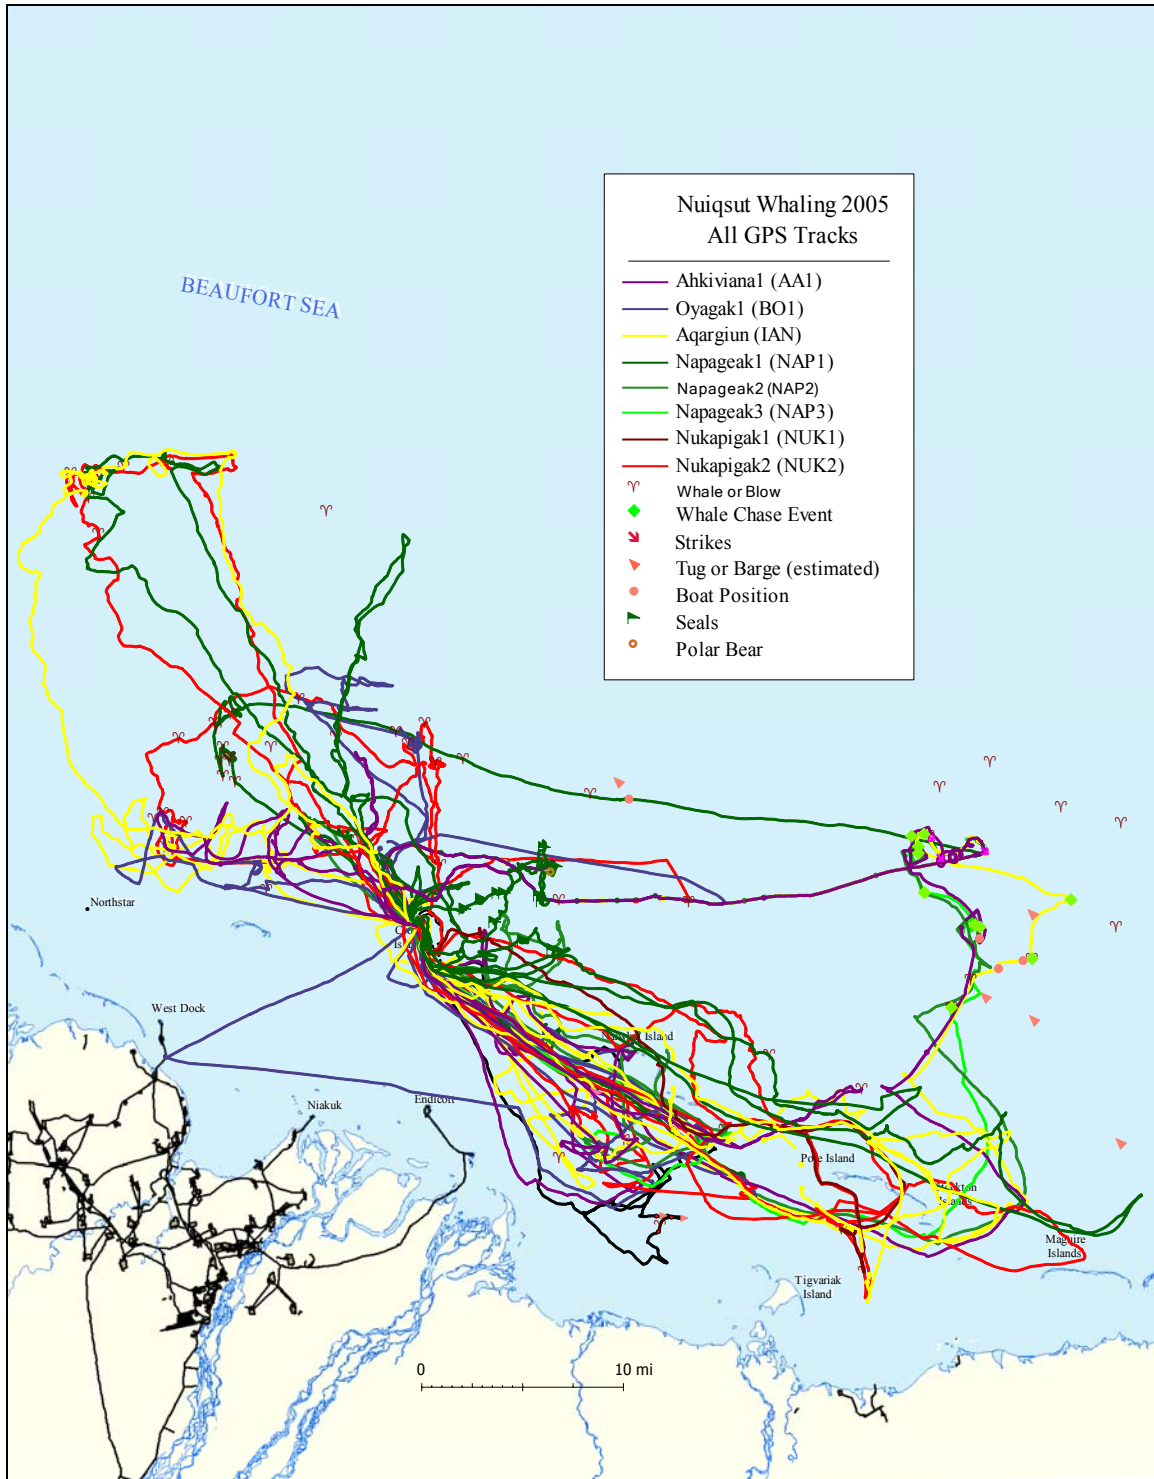 Nuiqsut Whaling 2005
All GPS Tracks
Ahkiviana1 (AA1)
Oyagak1 (BO1)
Aqargiun (IAN)
Napageak1 (NAP1)
Napageak2 (NAP2)
Napageak3 (NAP3)
Nukapigak1 (NUK1)
Nukapigak2 (NUK2)
Whale or Blow
Whale Chase Event
Strikes
Tug or Barge (estimated)
Boat Position
Seals
Polar Bear
BEAUFORT SEA
Northstar
West Dock
Niakuk
Endicott
Island
Pole Island
Islands
Maguire
Islands
Tigvariak
Island
0 10 mi